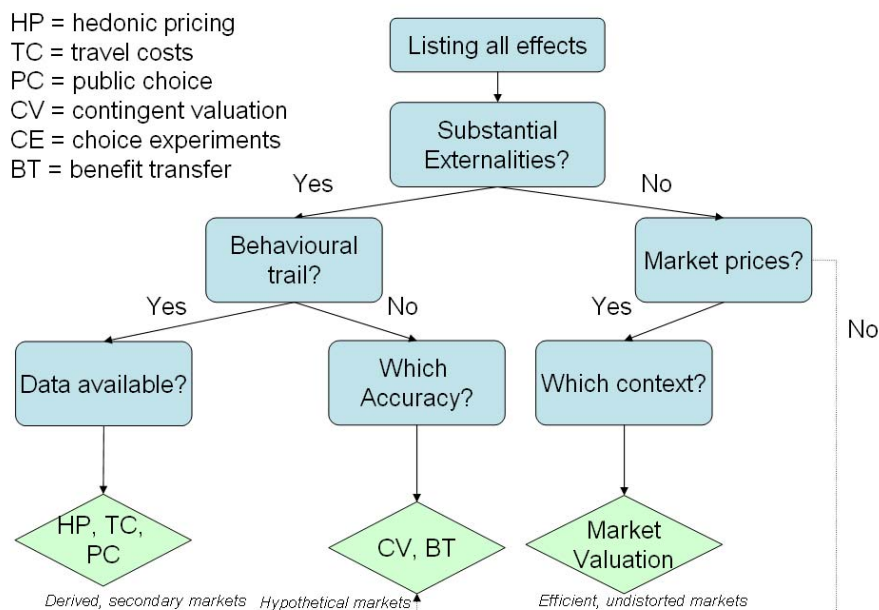 HP = hedonic pricing
TC = travel costs
PC = public choice
CV = contingent valuation
CE = choice experiments
BT = benefit transfer
Listing all effects
Substantial
Externalities?
Yes
No
Behavioural
trail?
Market prices?
Yes
No
Yes
No
Data available?
Which
Accuracy?
Which context?
HP, TC,
PC
CV, BT
Market
Valuation
Derived, secondary markets
Hypothetical markets
Efficient, undistorted markets